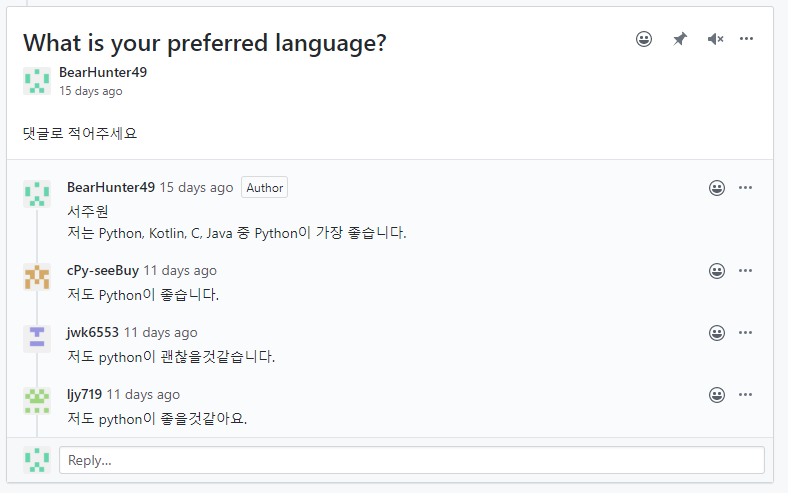 What is your preferred language?
BearHunter49
15 days ago
댓글로 적어주세요
BearHunter49 15 days ago Author
서주원
저는 Python, Kotlin, C, Java 중 Python이 가장 좋습니다.
cPy-seeBuy 11 days ago
저도 Python이 좋습니다.
jwk6553 11 days ago
저도 python이 괜찮을것같습니다.
ljy719 11 days ago
저도 python이 좋을것같아요.
Reply...